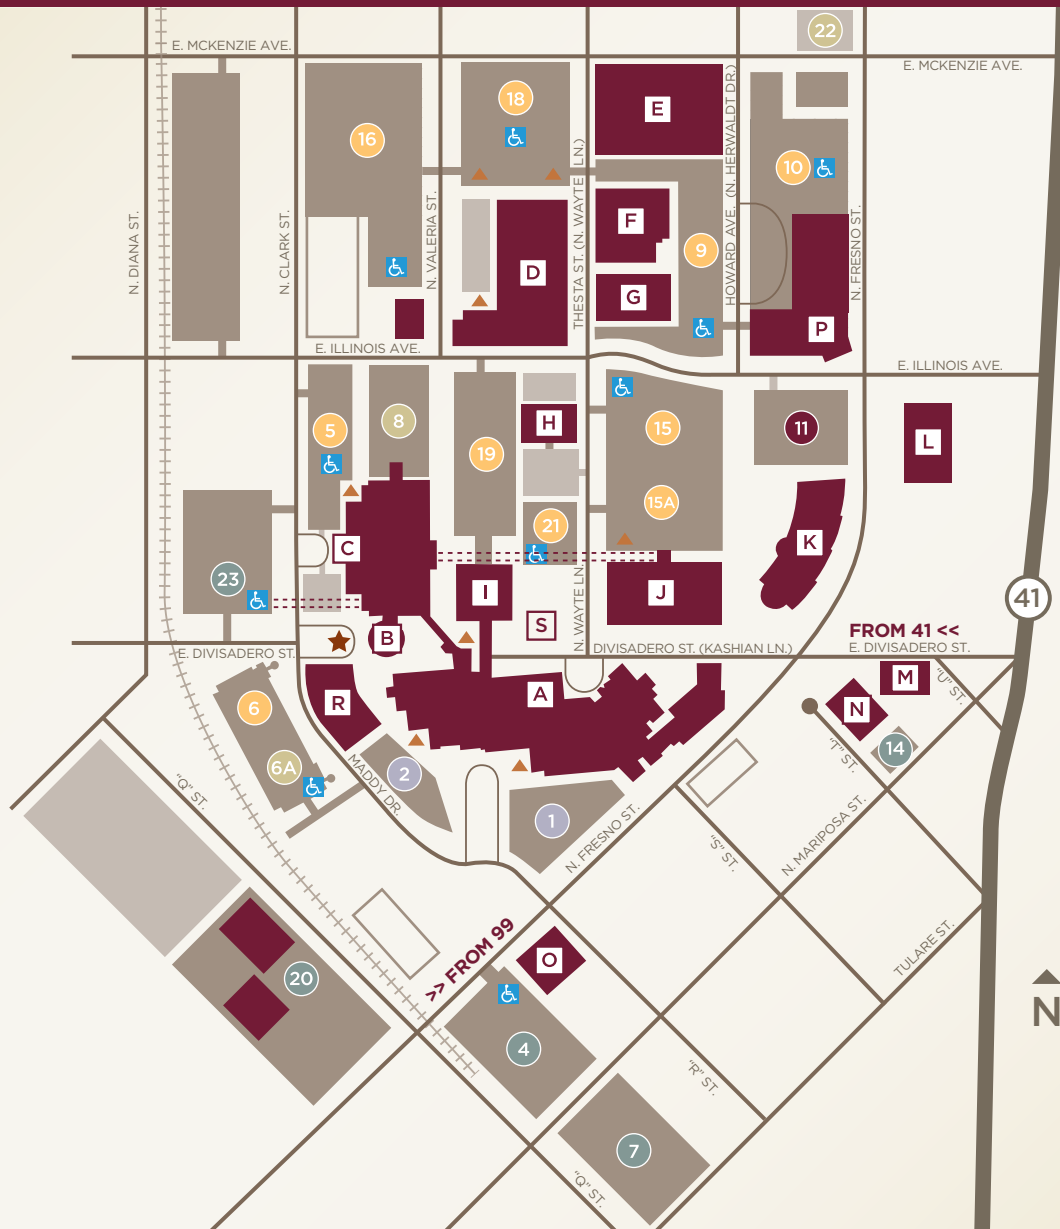 22
E. MCKENZIE AVE.
E. MCKENZIE AVE.
18
E
16
10
N. DIANA ST.
N. CLARK ST.
N. VALERIA ST.
THESTA ST. (N. WAYTE LN.)
HOWARD AVE. (N. HERWALDT DR.)
N. FRESNO ST.
F
9
D
G
P
E. ILLINOIS AVE.
E. ILLINOIS AVE.
5
8
H
15
11
L
19
15A
21
C
K
23
I
J
41
S
N. WAYTE LN.
B
FROM 41 <<
E. DIVISADERO ST.
DIVISADERO ST. (KASHIAN LN.)
E. DIVISADERO ST.
M
"U" ST.
A
R
6
N
14
"T" ST.
6A
2
MADDY DR.
"Q" ST.
1
N. FRESNO ST.
"S" ST.
N. MARIPOSA ST.
TULARE ST.
>> FROM 99
O
20
N
4
"R" ST.
7
"Q" ST.